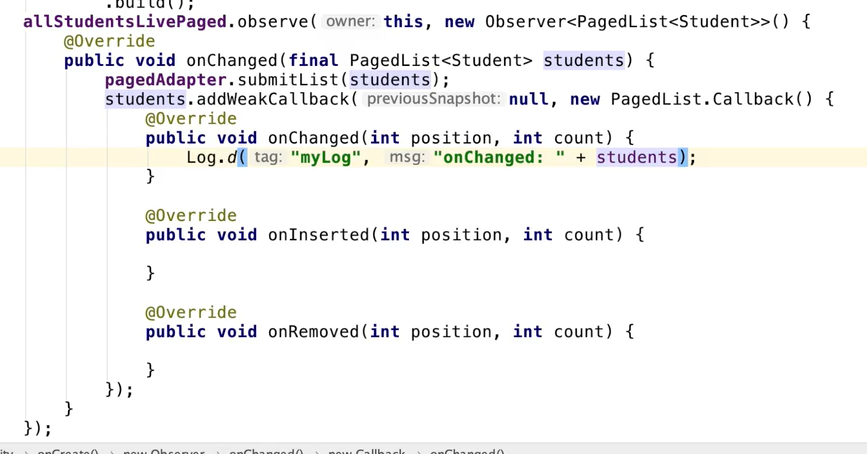 .build();
allStudentsLivePaged.observe( owner: this, new Observer<PagedList<Student>>() {
@Override
public void onChanged(final PagedList<Student> students) {
pagedAdapter.submitList(students);
students.addWeakCallback( previousSnapshot: null, new PagedList.Callback() {
@Override
public void onChanged(int position, int count) {
Log.d( tag: "myLog", msg: "onChanged: " + students);
}
@Override
public void onInserted(int position, int count) {
}
@Override
public void onRemoved(int position, int count) {
}
});
}
});
onCreate() > new Observer > onChanged() > new Callback > onChanged()